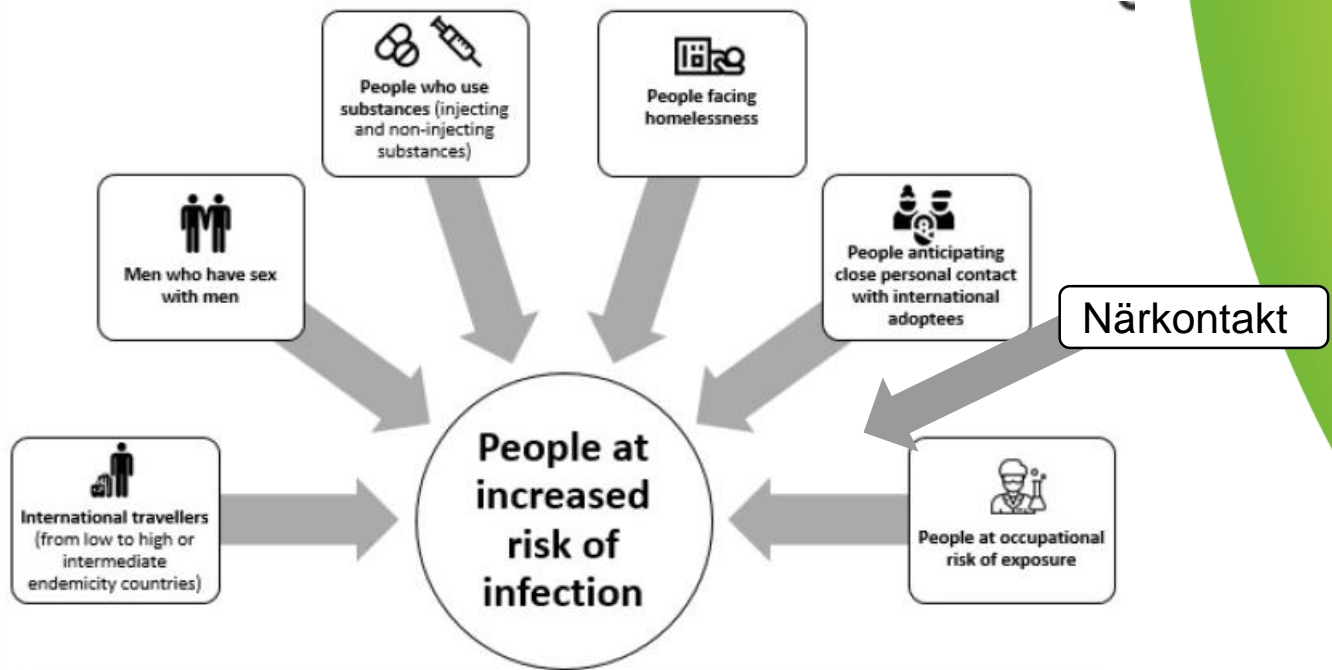 People who use
substances (injecting
and non-injecting
substances)
People facing
homelessness
Men who have sex
with men
People anticipating
close personal contact
with international
adoptees
Närkontakt
International travellers
(from low to high or
intermediate
endemicity countries)
People at
increased
risk of
infection
People at occupational
risk of exposure